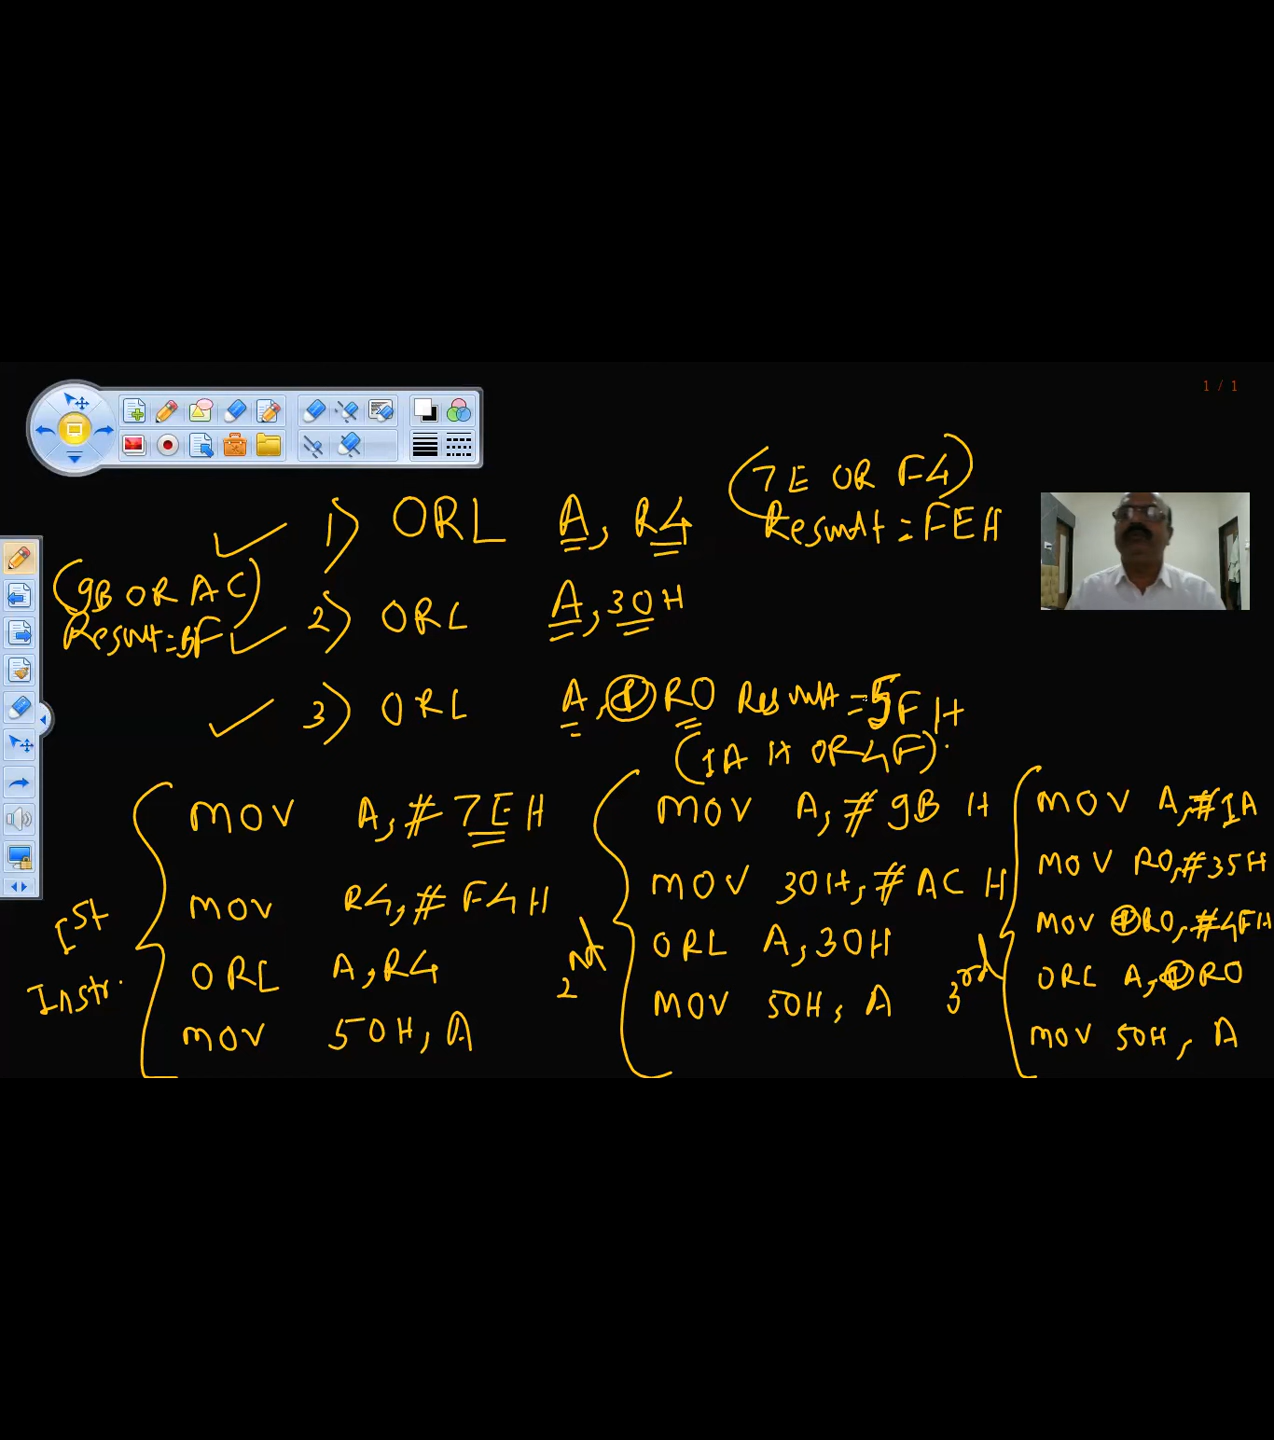 1 / 1
(7E OR F4)
1) ORL A, R4 Result = FEH
(9B OR AC)
Result = BF
2) ORL A, 30H
3) ORL A, @R0 Result = 5F H
(1A H OR 4F)
Ist Instr.
MOV A, # 7E H
MOV R4, # F4H
ORL A, R4
MOV 50H, A
2nd
MOV A, # 9B H
MOV 30H, # AC H
ORL A, 30H
MOV 50H, A
3rd
MOV A, #1A
MOV R0, #35H
MOV @R0, #4FH
ORL A, @R0
MOV 50H, A